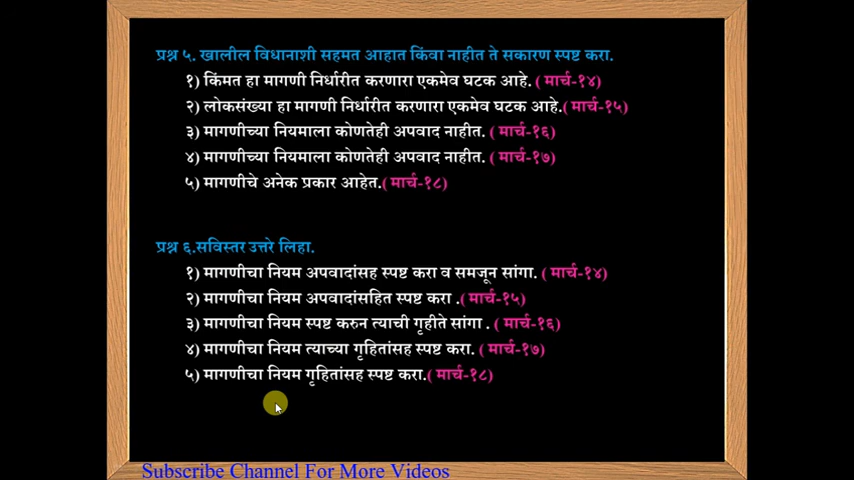 प्रश्न ५. खालील विधानाशी सहमत आहात किंवा नाहीत ते सकारण स्पष्ट करा.
१) किंमत हा मागणी निर्धारीत करणारा एकमेव घटक आहे. ( मार्च-१४)
२) लोकसंख्या हा मागणी निर्धारीत करणारा एकमेव घटक आहे.( मार्च-१५)
३) मागणीच्या नियमाला कोणतेही अपवाद नाहीत. ( मार्च-१६)
४) मागणीच्या नियमाला कोणतेही अपवाद नाहीत. ( मार्च-१७)
५) मागणीचे अनेक प्रकार आहेत.( मार्च-१८)
प्रश्न ६.सविस्तर उत्तरे लिहा.
१) मागणीचा नियम अपवादांसह स्पष्ट करा व समजून सांगा. ( मार्च-१४)
२) मागणीचा नियम अपवादांसहित स्पष्ट करा .( मार्च-१५)
३) मागणीचा नियम स्पष्ट करुन त्याची गृहीते सांगा . ( मार्च-१६)
४) मागणीचा नियम त्याच्या गृहितांसह स्पष्ट करा. ( मार्च-१७)
५) मागणीचा नियम गृहितांसह स्पष्ट करा.( मार्च-१८)
Subscribe Channel For More Videos